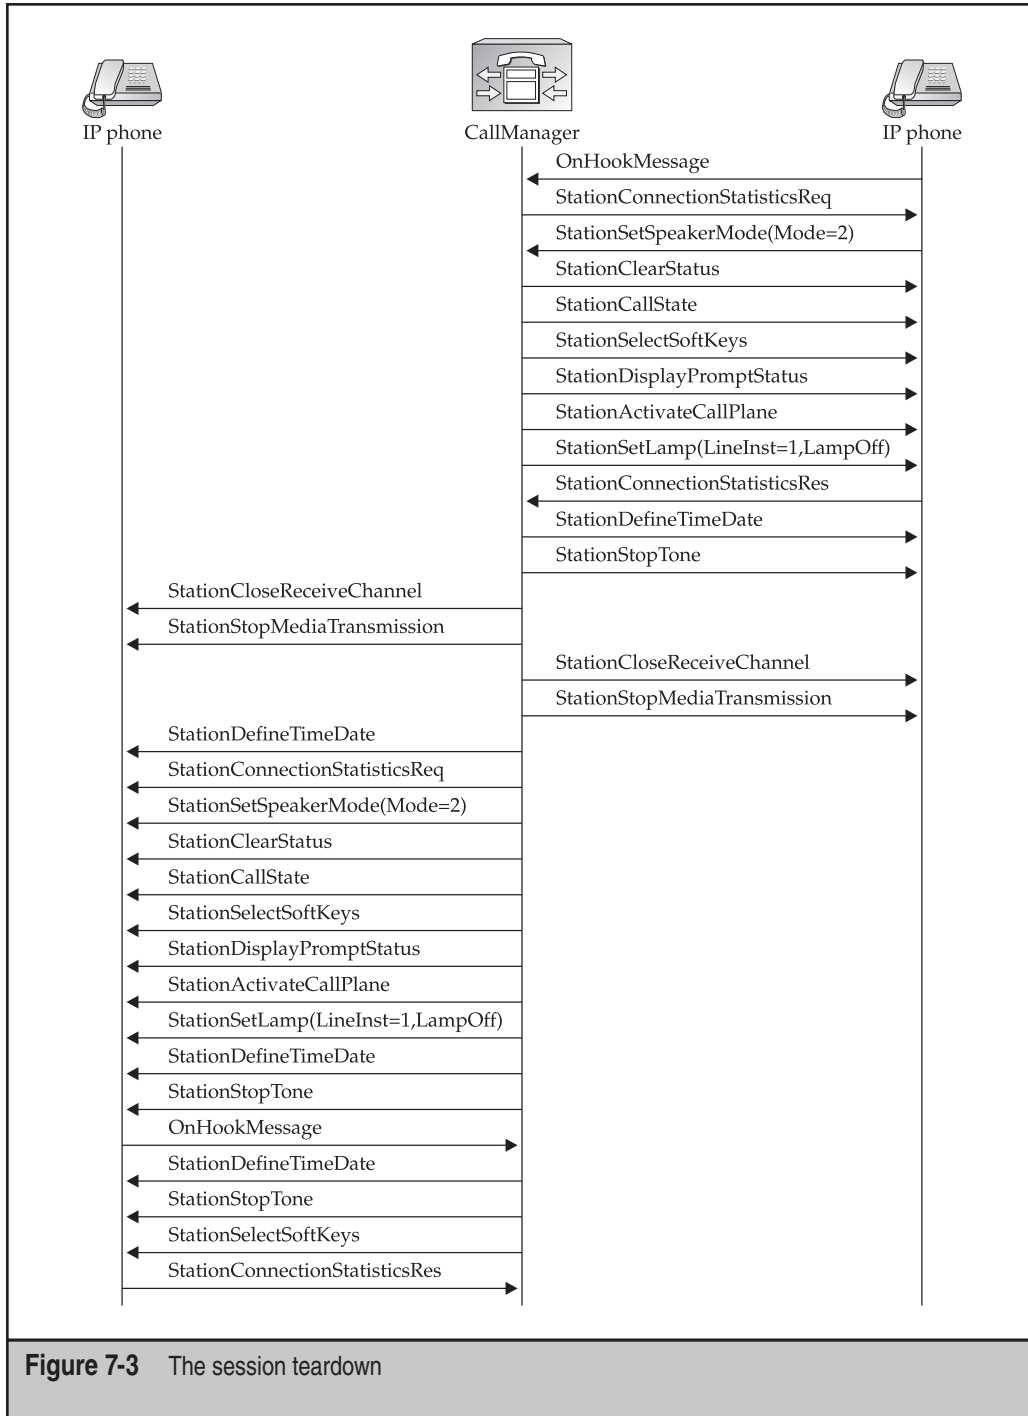 IP phone
CallManager
IP phone
OnHookMessage
StationConnectionStatisticsReq
StationSetSpeakerMode(Mode=2)
StationClearStatus
StationCallState
StationSelectSoftKeys
StationDisplayPromptStatus
StationActivateCallPlane
StationSetLamp(LineInst=1,LampOff)
StationConnectionStatisticsRes
StationDefineTimeDate
StationStopTone
StationCloseReceiveChannel
StationStopMediaTransmission
StationCloseReceiveChannel
StationStopMediaTransmission
StationDefineTimeDate
StationConnectionStatisticsReq
StationSetSpeakerMode(Mode=2)
StationClearStatus
StationCallState
StationSelectSoftKeys
StationDisplayPromptStatus
StationActivateCallPlane
StationSetLamp(LineInst=1,LampOff)
StationDefineTimeDate
StationStopTone
OnHookMessage
StationDefineTimeDate
StationStopTone
StationSelectSoftKeys
StationConnectionStatisticsRes
Figure 7-3 The session teardown